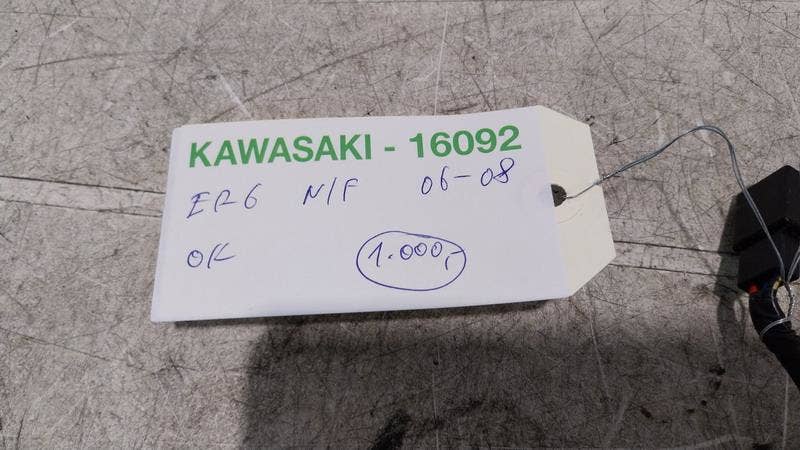 KAWASAKI - 16092
ER6 N/F 06-08
OK 1.000,-